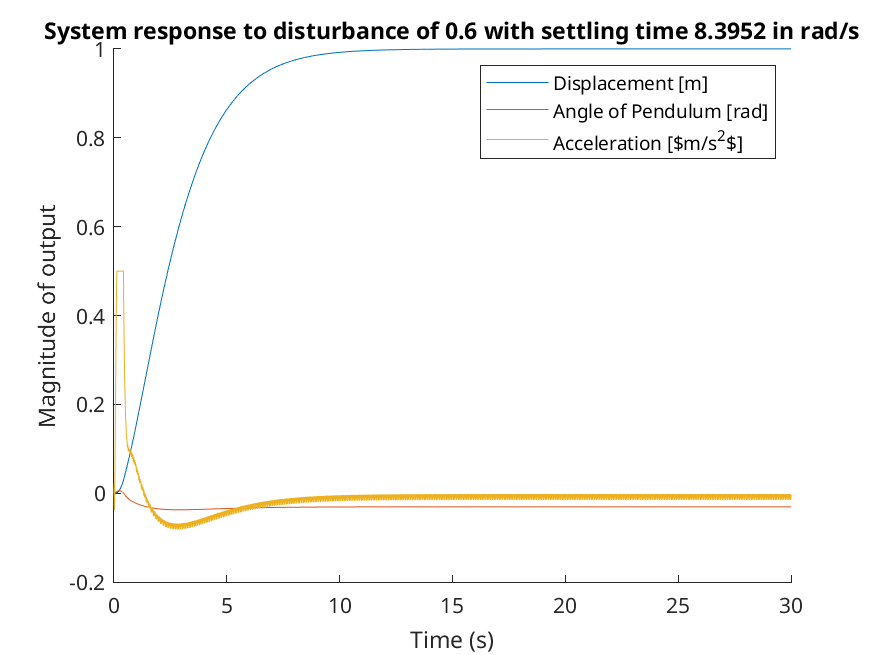 System response to disturbance of 0.6 with settling time 8.3952 in rad/s
Displacement [m]
Angle of Pendulum [rad]
Acceleration [$m/s2$]
Magnitude of output
1
0.8
0.6
0.4
0.2
0
-0.2
0 5 10 15 20 25 30
Time (s)